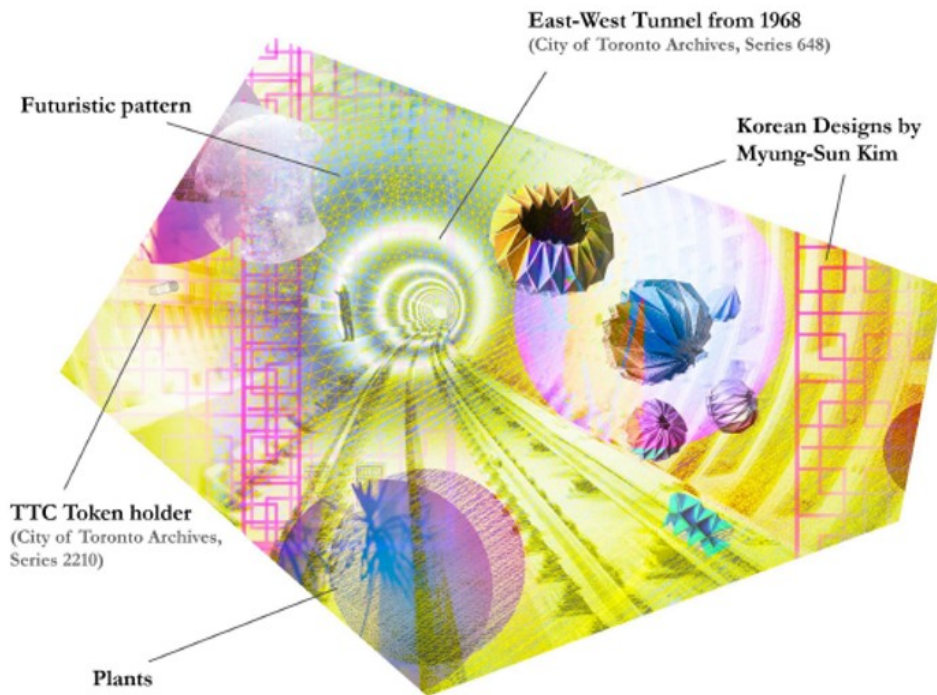 East-West Tunnel from 1968
(City of Toronto Archives, Series 648)
Futuristic pattern
Korean Designs by
Myung-Sun Kim
TTC Token holder
(City of Toronto Archives,
Series 2210)
Plants